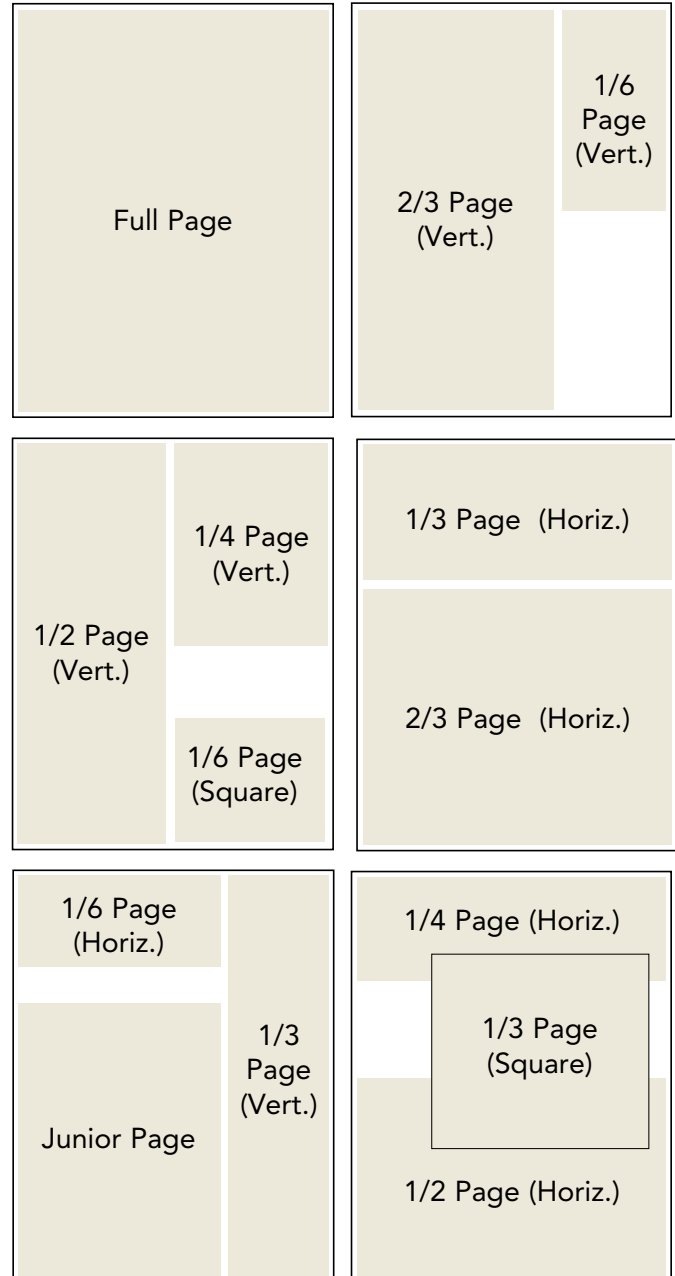 Full Page
2/3 Page
(Vert.)
1/6
Page
(Vert.)
1/2 Page
(Vert.)
1/4 Page
(Vert.)
1/6 Page
(Square)
1/3 Page  (Horiz.)
2/3 Page  (Horiz.)
1/6 Page
(Horiz.)
Junior Page
1/3
Page
(Vert.)
1/4 Page (Horiz.)
1/3 Page
(Square)
1/2 Page (Horiz.)